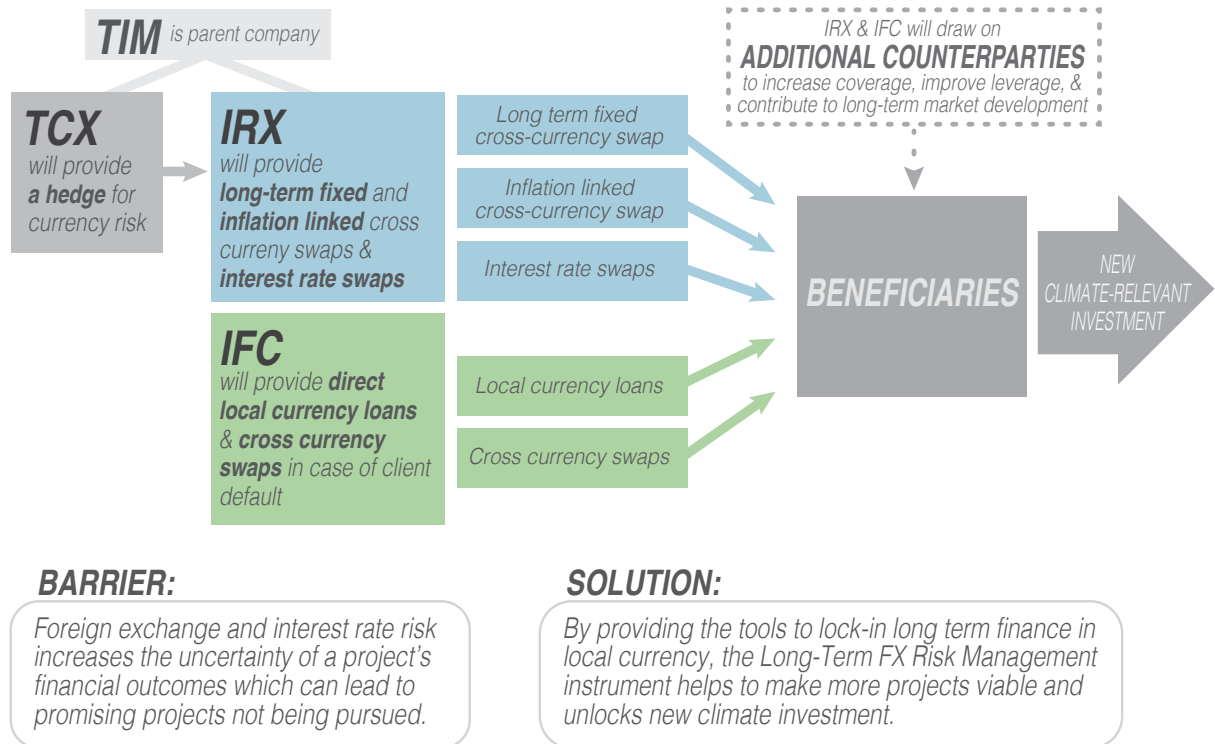 TIM is parent company
TCX
will provide
a hedge for
currency risk
IRX
will provide
long-term fixed and
inflation linked cross
curreny swaps &
interest rate swaps
IFC
will provide direct
local currency loans
& cross currency
swaps in case of client
default
Long term fixed
cross-currency swap
Inflation linked
cross-currency swap
Interest rate swaps
Local currency loans
Cross currency swaps
IRX & IFC will draw on
ADDITIONAL COUNTERPARTIES
to increase coverage, improve leverage, &
contribute to long-term market development
BENEFICIARIES
NEW
CLIMATE-RELEVANT
INVESTMENT
BARRIER:
Foreign exchange and interest rate risk
increases the uncertainty of a project's
financial outcomes which can lead to
promising projects not being pursued.
SOLUTION:
By providing the tools to lock-in long term finance in
local currency, the Long-Term FX Risk Management
instrument helps to make more projects viable and
unlocks new climate investment.